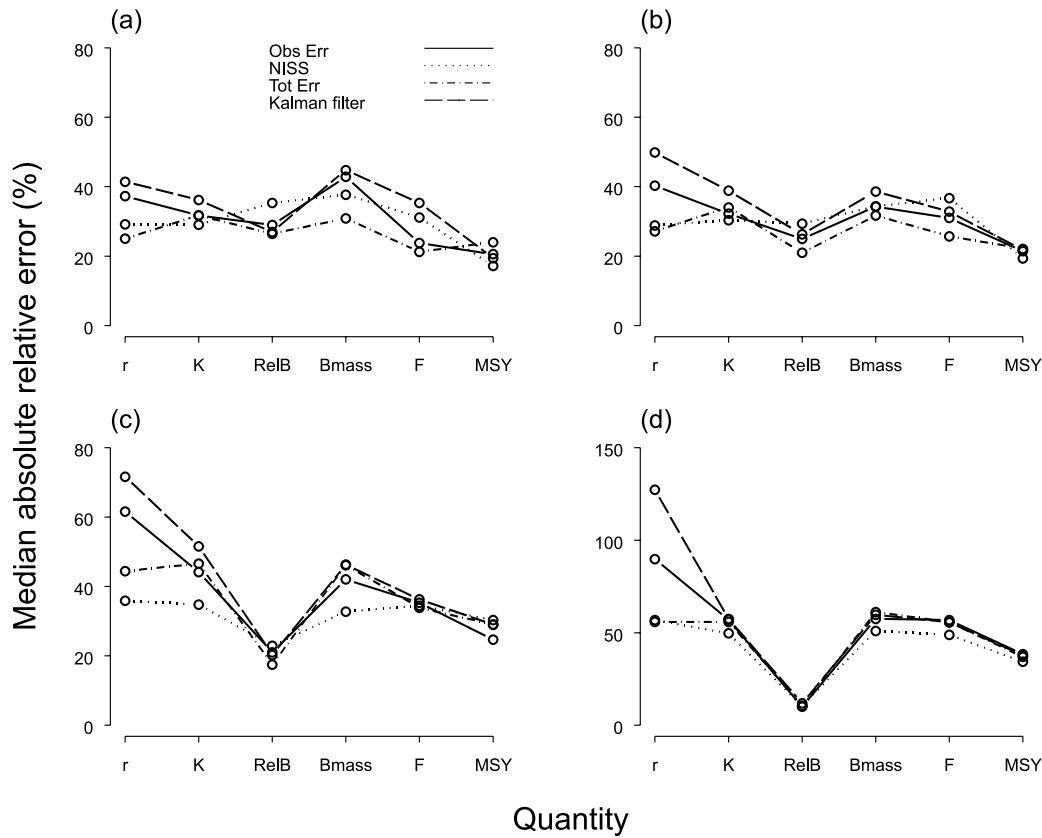 (a)
80
60
40
20
0
Obs Err
NISS
Tot Err
Kalman filter
r K RelB Bmass F MSY
(b)
80
60
40
20
0
r K RelB Bmass F MSY
(c)
80
60
40
20
0
r K RelB Bmass F MSY
(d)
150
100
50
0
r K RelB Bmass F MSY
Median absolute relative error (%)
Quantity